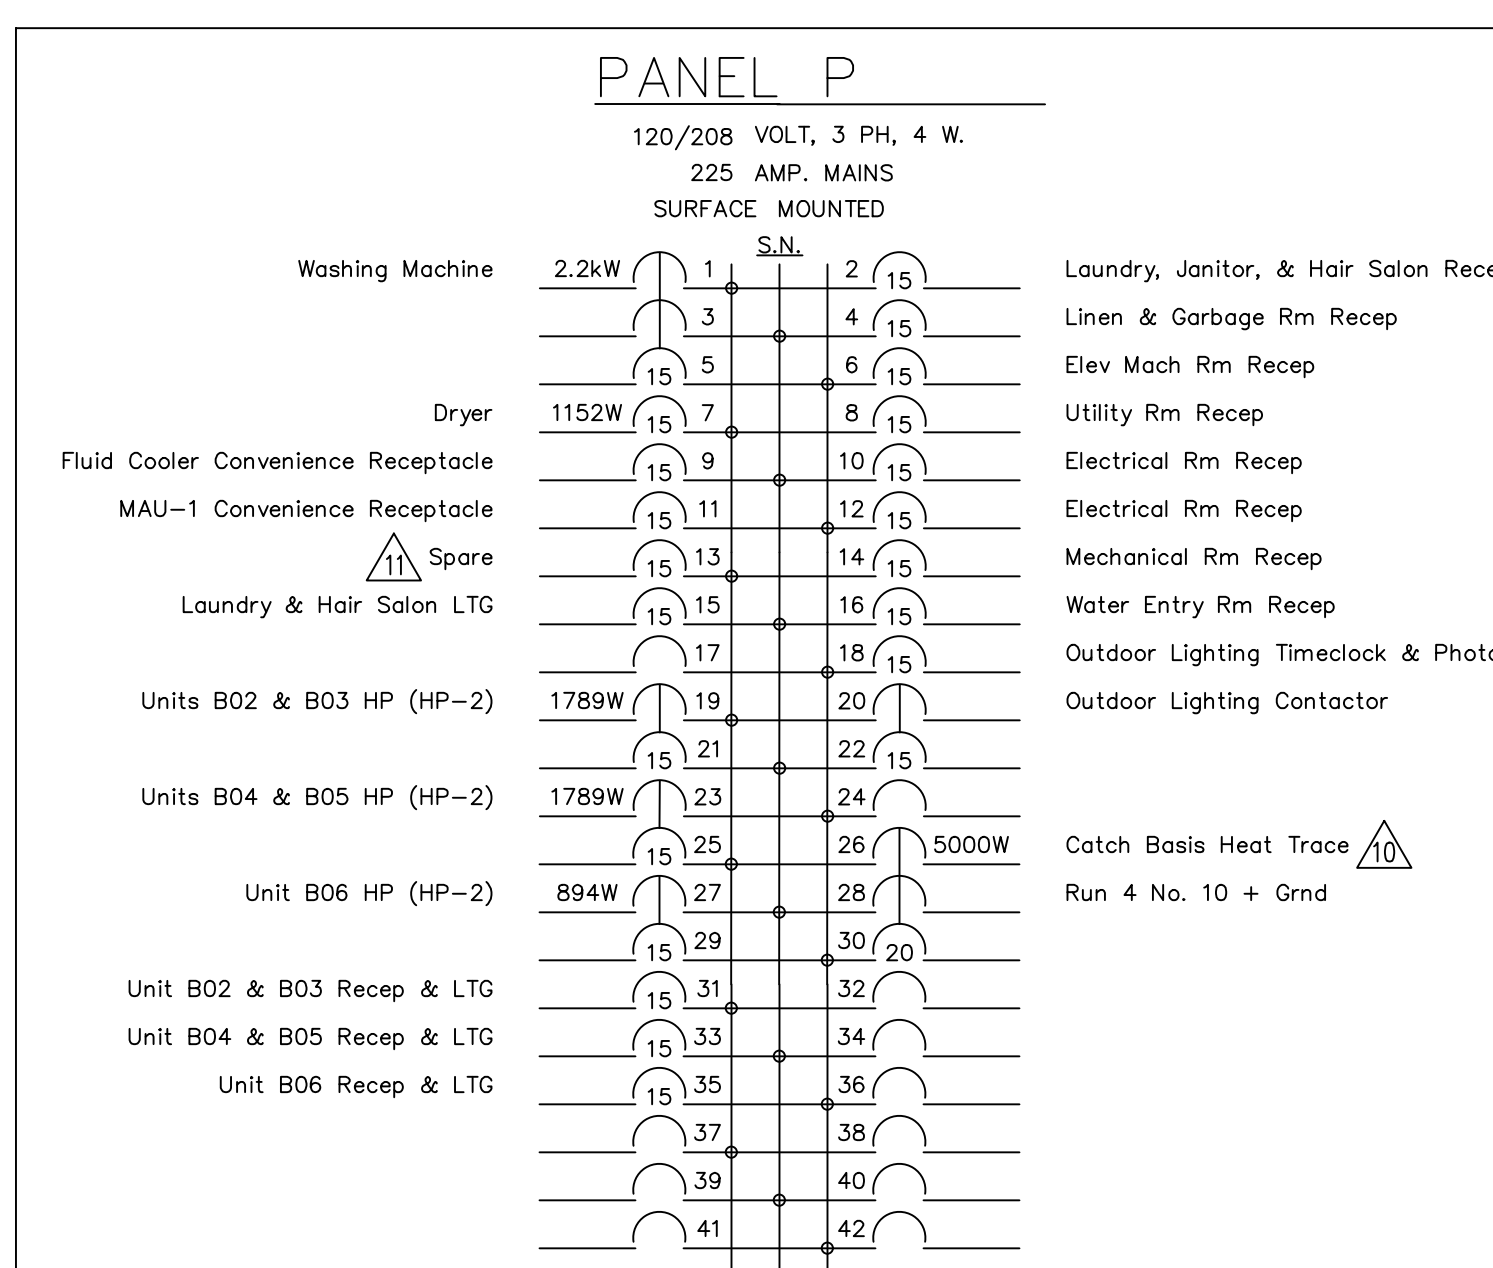 PANEL P
120/208 VOLT, 3 PH, 4 W.
225 AMP. MAINS
SURFACE MOUNTED
S.N.
Washing Machine 2.2kW 1 2 15 Laundry, Janitor, & Hair Salon Rece
3 4 15 Linen & Garbage Rm Recep
15 5 6 15 Elev Mach Rm Recep
Dryer 1152W 15 7 8 15 Utility Rm Recep
Fluid Cooler Convenience Receptacle 15 9 10 15 Electrical Rm Recep
MAU-1 Convenience Receptacle 15 11 12 15 Electrical Rm Recep
11 Spare 15 13 14 15 Mechanical Rm Recep
Laundry & Hair Salon LTG 15 15 16 15 Water Entry Rm Recep
17 18 15 Outdoor Lighting Timeclock & Photo
Units B02 & B03 HP (HP-2) 1789W 19 20 Outdoor Lighting Contactor
15 21 22 15
Units B04 & B05 HP (HP-2) 1789W 23 24
15 25 26 5000W Catch Basis Heat Trace 10
Unit B06 HP (HP-2) 894W 27 28 Run 4 No. 10 + Grnd
15 29 30 20
Unit B02 & B03 Recep & LTG 15 31 32
Unit B04 & B05 Recep & LTG 15 33 34
Unit B06 Recep & LTG 15 35 36
37 38
39 40
41 42